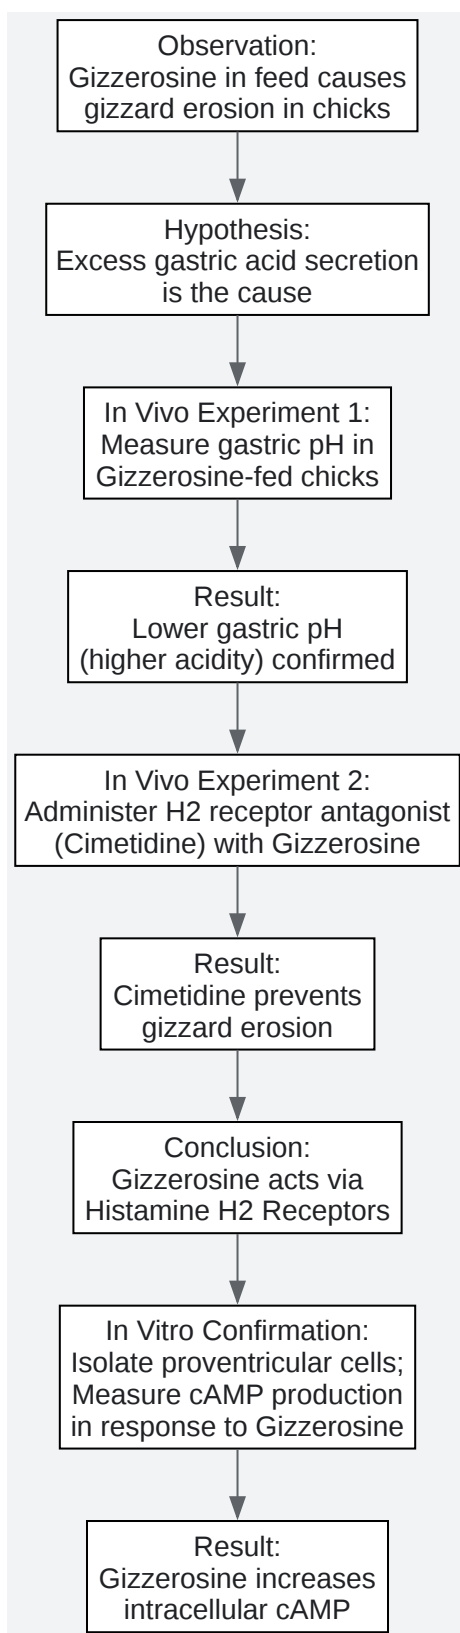 Observation:
Gizzerosine in feed causes
gizzard erosion in chicks
Hypothesis:
Excess gastric acid secretion
is the cause
In Vivo Experiment 1:
Measure gastric pH in
Gizzerosine-fed chicks
Result:
Lower gastric pH
(higher acidity) confirmed
In Vivo Experiment 2:
Administer H2 receptor antagonist
(Cimetidine) with Gizzerosine
Result:
Cimetidine prevents
gizzard erosion
Conclusion:
Gizzerosine acts via
Histamine H2 Receptors
In Vitro Confirmation:
Isolate proventricular cells;
Measure cAMP production
in response to Gizzerosine
Result:
Gizzerosine increases
intracellular cAMP